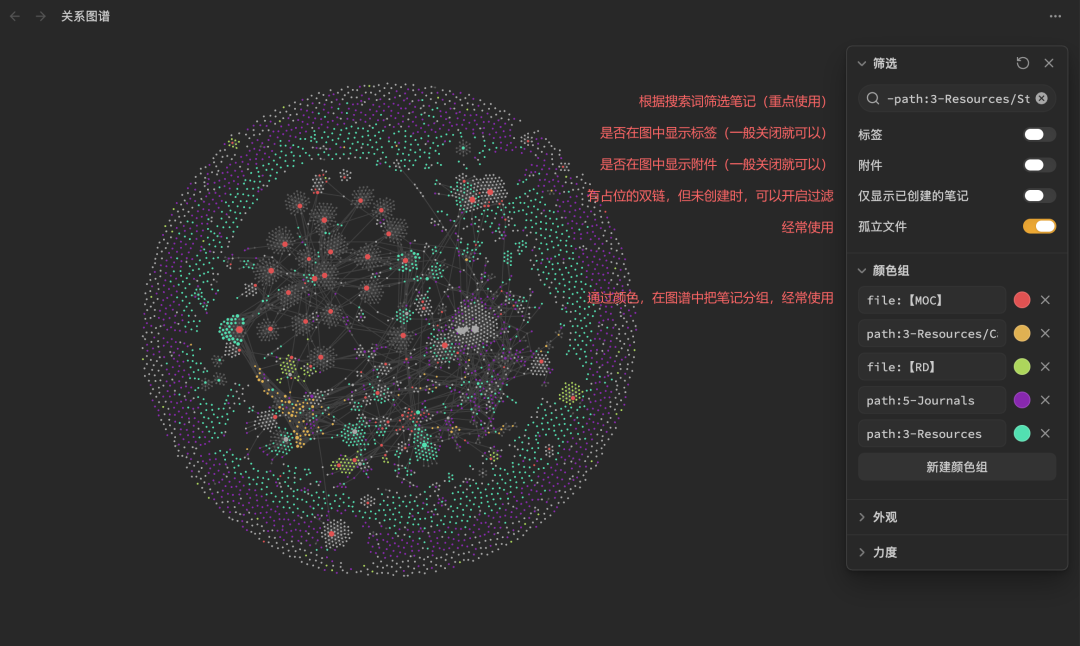 关系图谱
筛选
-path:3-Resources/St
根据搜索词筛选笔记（重点使用）
是否在图中显示标签（一般关闭就可以）
标签
是否在图中显示附件（一般关闭就可以）
附件
有占位的双链，但未创建时，可以开启过滤
仅显示已创建的笔记
经常使用
孤立文件
颜色组
通过颜色，在图谱中把笔记分组，经常使用
file:【MOC】
path:3-Resources/C
file:【RD】
path:5-Journals
path:3-Resources
新建颜色组
外观
力度